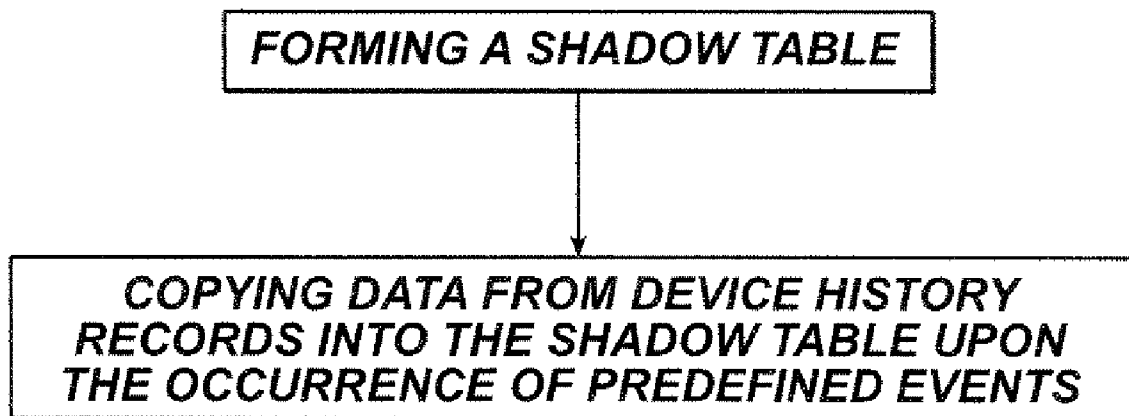 FORMING A SHADOW TABLE
COPYING DATA FROM DEVICE HISTORY
RECORDS INTO THE SHADOW TABLE UPON
THE OCCURRENCE OF PREDEFINED EVENTS